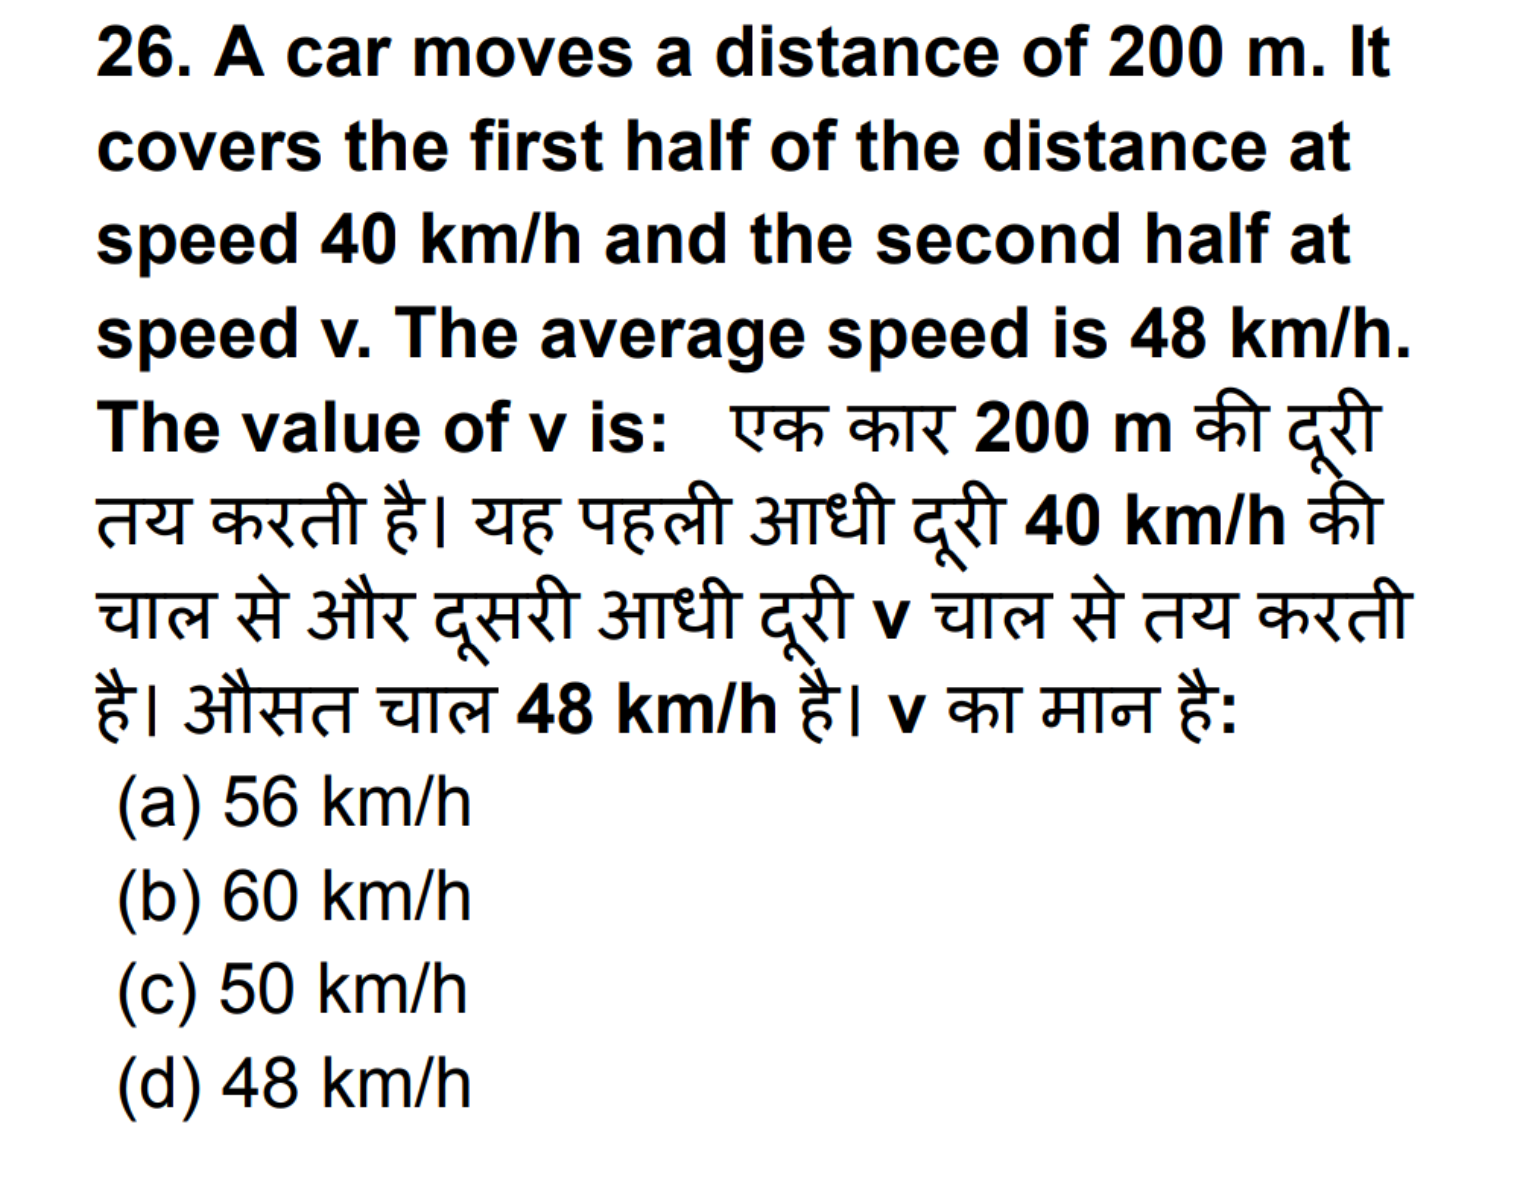 26. A car moves a distance of 200 m. It
covers the first half of the distance at
speed 40 km/h and the second half at
speed v. The average speed is 48 km/h.
The value of v is: एक कार 200 m की दूरी
तय करती है। यह पहली आधी दूरी 40 km/h की
चाल से और दूसरी आधी दूरी v चाल से तय करती
है। औसत चाल 48 km/h है। v का मान है:
(a) 56 km/h
(b) 60 km/h
(c) 50 km/h
(d) 48 km/h